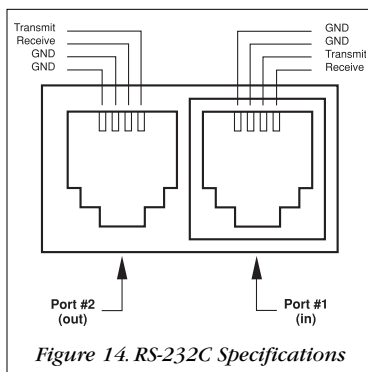 Transmit
Receive
GND
GND
GND
GND
Transmit
Receive
Port #2
(out)
Port #1
(in)
Figure 14. RS-232C Specifications